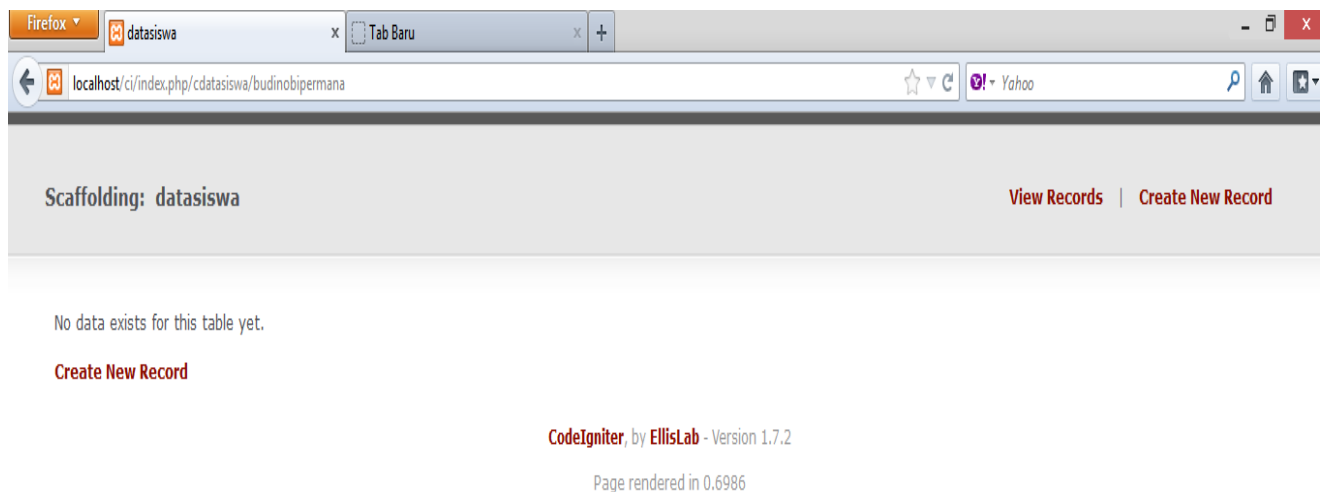 Firefox
datasiswa x Tab Baru x +
localhost/ci/index.php/cdatasiswa/budinobipermana Y! Yahoo
Scaffolding: datasiswa View Records | Create New Record
No data exists for this table yet.
Create New Record
CodeIgniter, by EllisLab - Version 1.7.2
Page rendered in 0.6986